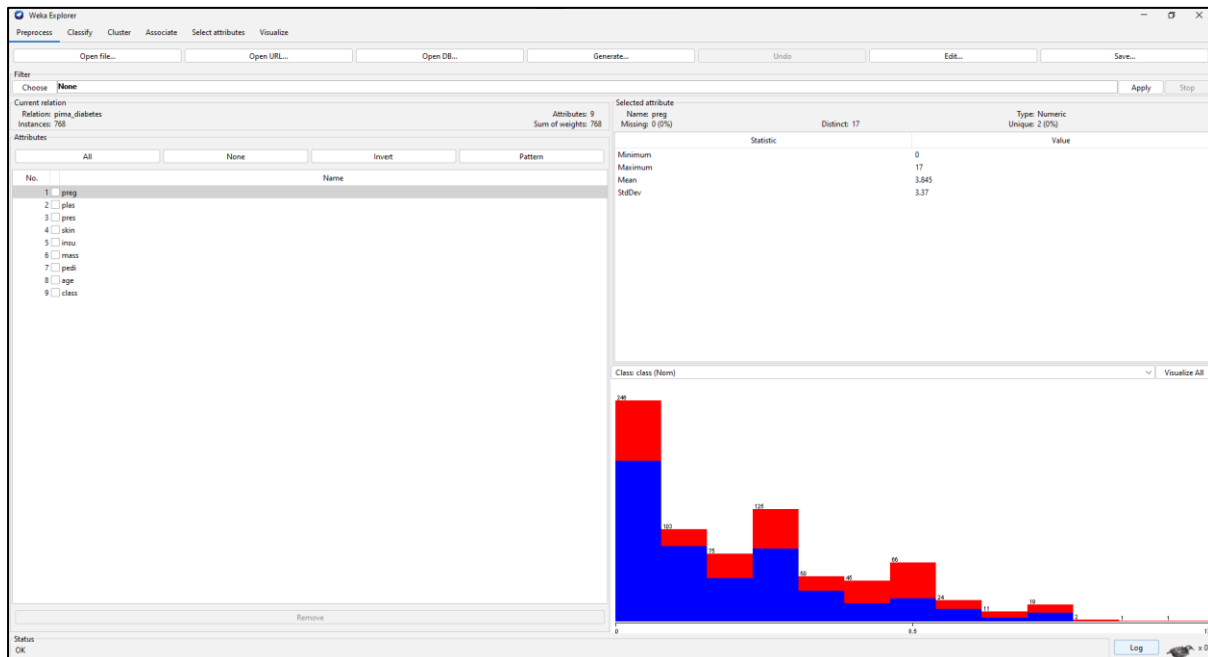 Weka Explorer
Preprocess Classify Cluster Associate Select attributes Visualize
Open file... Open URL... Open DB... Generate... Undo Edit... Save...
Filter
Choose None Apply Stop
Current relation
Relation: pima_diabetes Attributes: 9
Instances: 768 Sum of weights: 768
Selected attribute
Name: preg Type: Numeric
Missing: 0 (0%) Distinct: 17 Unique: 2 (0%)
Attributes
All None Invert Pattern
No. Name
1 preg
2 plas
3 pres
4 skin
5 insu
6 mass
7 pedi
8 age
9 class
Remove
Statistic Value
Minimum 0
Maximum 17
Mean 3.845
StdDev 3.37
Class: class (Nom) Visualize All
246
103
75
125
50
45
66
24
11
19
2
1
1
0 8.5
Status
OK
Log x 0